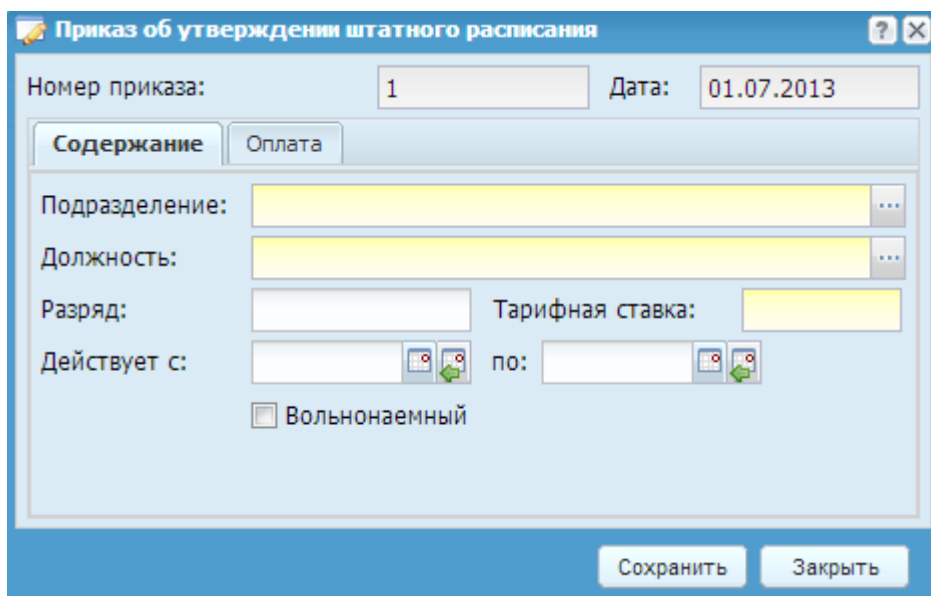 Приказ об утверждении штатного расписания
Номер приказа: 1 Дата: 01.07.2013
Содержание Оплата
Подразделение:
Должность:
Разряд: Тарифная ставка:
Действует с: по:
Вольнонаемный
Сохранить Закрыть